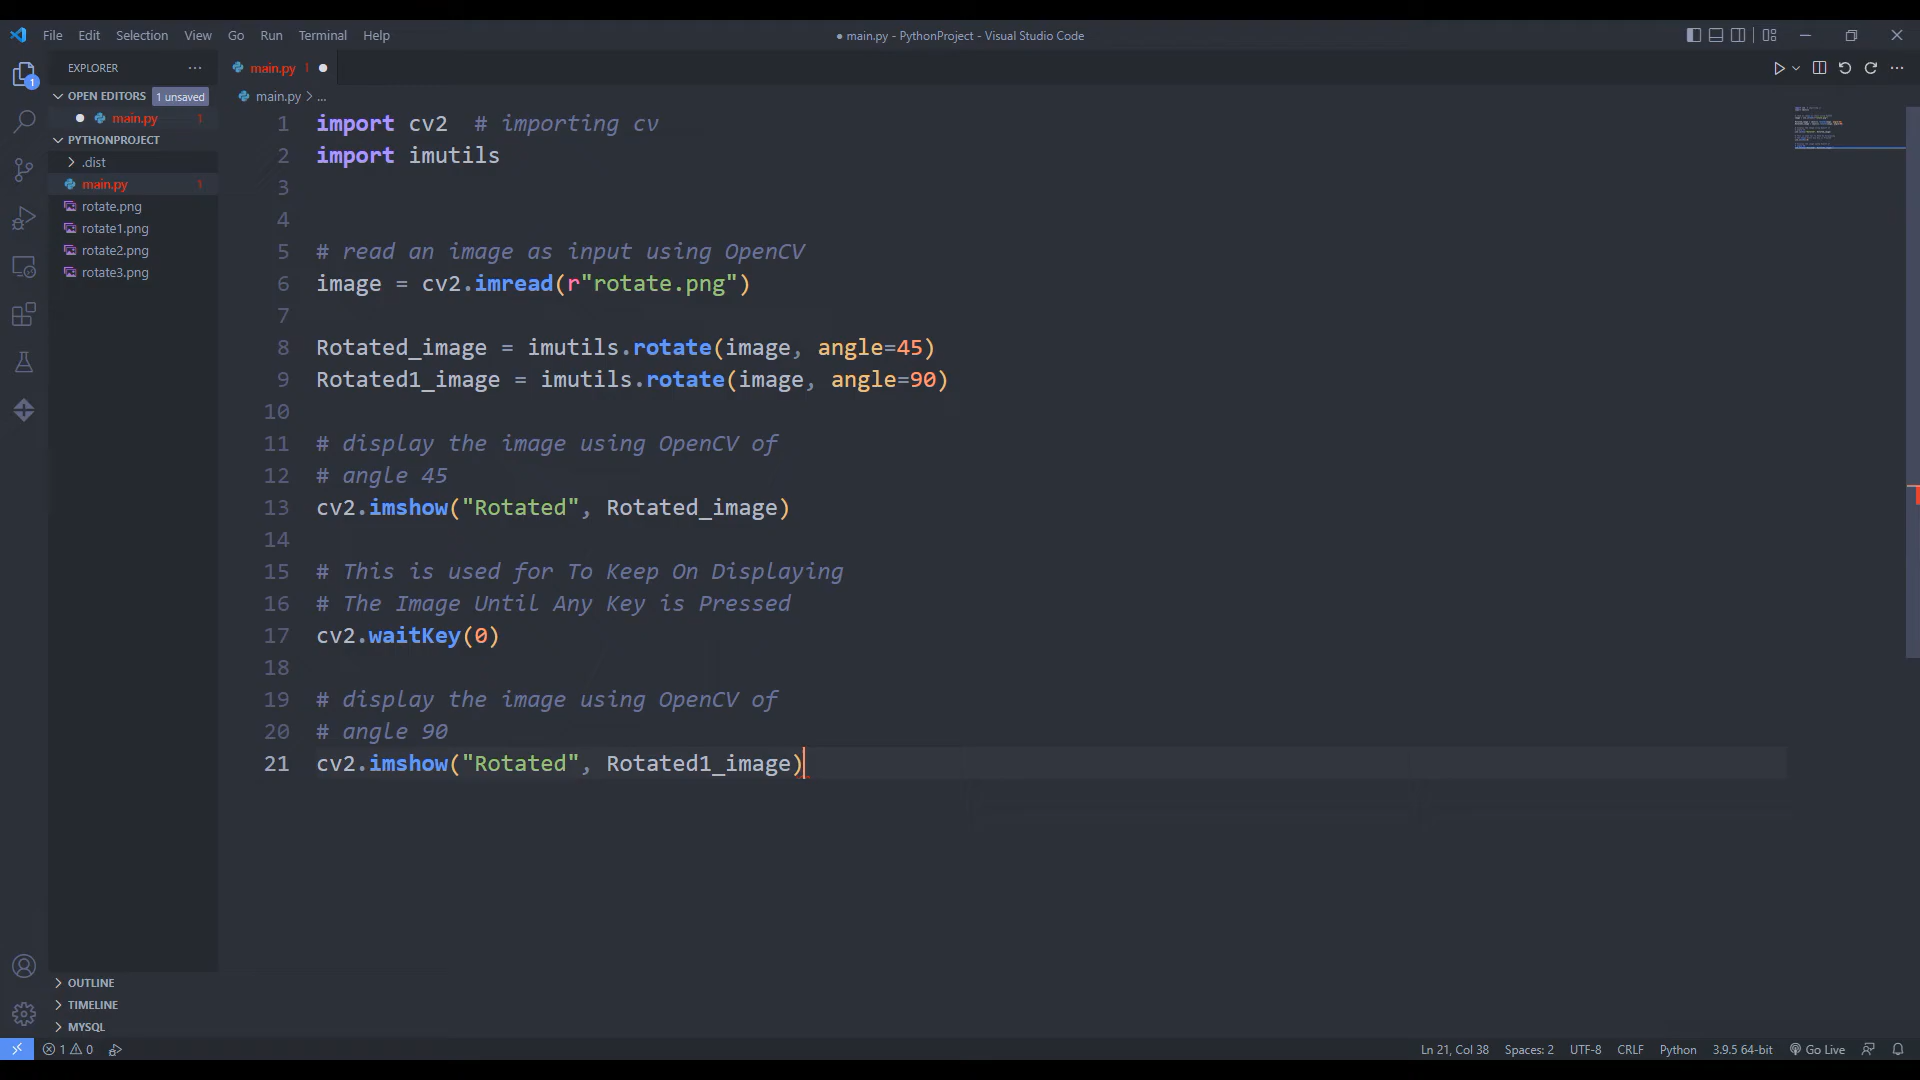 File Edit Selection View Go Run Terminal Help
● main.py - PythonProject - Visual Studio Code
EXPLORER ...
main.py 1 ●
OPEN EDITORS 1 unsaved
main.py > ...
● main.py 1
PYTHONPROJECT
.dist
main.py 1
rotate.png
rotate1.png
rotate2.png
rotate3.png
1
1 import cv2  # importing cv
2 import imutils
3
4
5 # read an image as input using OpenCV
6 image = cv2.imread(r"rotate.png")
7
8 Rotated_image = imutils.rotate(image, angle=45)
9 Rotated1_image = imutils.rotate(image, angle=90)
10
11 # display the image using OpenCV of
12 # angle 45
13 cv2.imshow("Rotated", Rotated_image)
14
15 # This is used for To Keep On Displaying
16 # The Image Until Any Key is Pressed
17 cv2.waitKey(0)
18
19 # display the image using OpenCV of
20 # angle 90
21 cv2.imshow("Rotated", Rotated1_image)
OUTLINE
TIMELINE
MYSQL
1 0
Ln 21, Col 38 Spaces: 2 UTF-8 CRLF Python 3.9.5 64-bit Go Live